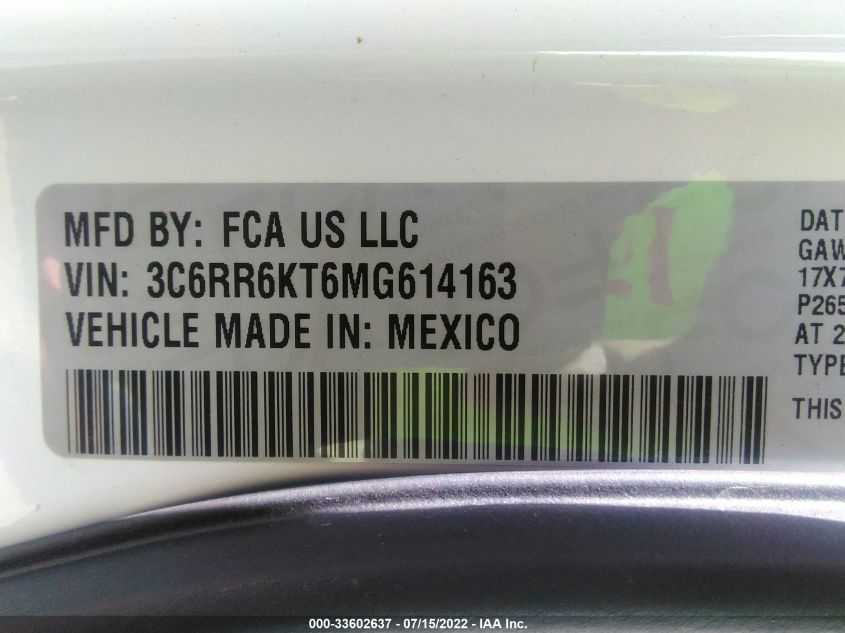 MFD BY: FCA US LLC
VIN: 3C6RR6KT6MG614163
VEHICLE MADE IN: MEXICO
DAT
GAW
17X7
P265
AT 2
TYPE
THIS
000-33602637 - 07/15/2022 - IAA Inc.